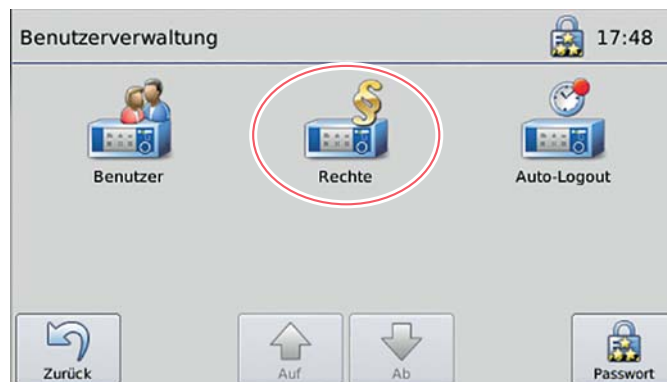 Benutzerverwaltung 17:48
§
Benutzer Rechte Auto-Logout
Zurück Auf Ab Passwort